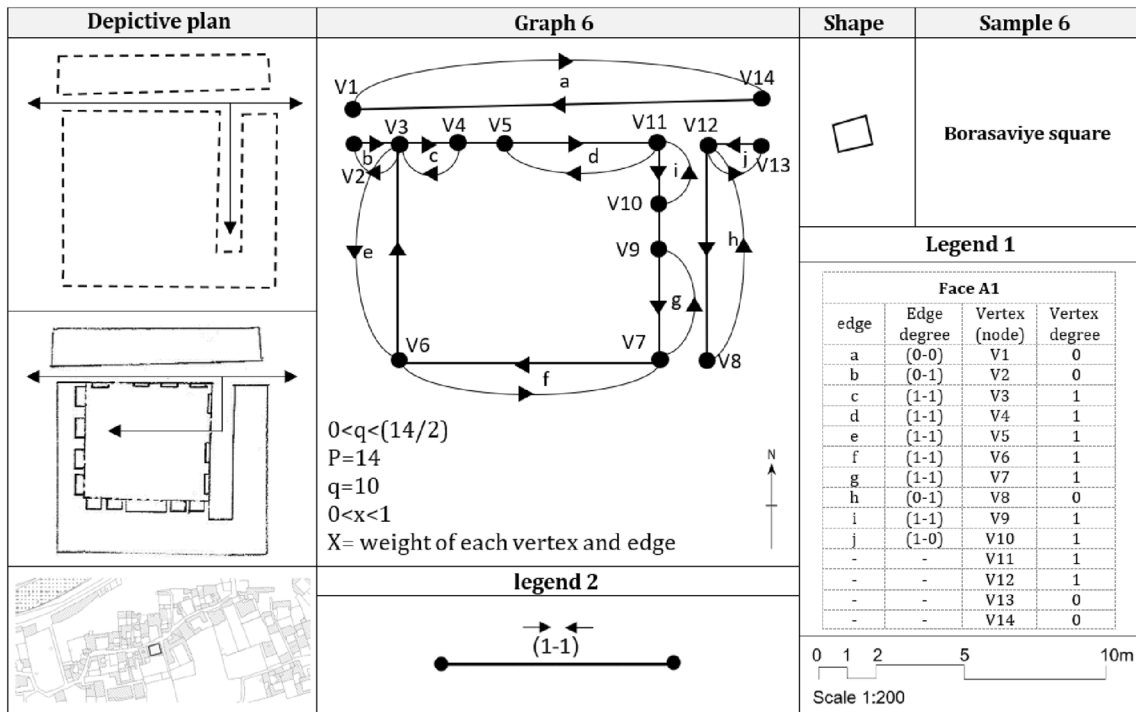 Depictive plan
Graph 6
Shape
Sample 6
V1
a
V14
V3
V4
V5
V11
V12
b
c
d
i
j
V2
V13
V10
e
V9
h
g
V6
V7
V8
f
0<q<(14/2)
P=14
q=10
0<x<1
X= weight of each vertex and edge
N
Borasaviye square
Legend 1
Face A1
edge Edge degree Vertex (node) Vertex degree
a (0-0) V1 0
b (0-1) V2 0
c (1-1) V3 1
d (1-1) V4 1
e (1-1) V5 1
f (1-1) V6 1
g (1-1) V7 1
h (0-1) V8 0
i (1-1) V9 1
j (1-0) V10 1
- - V11 1
- - V12 1
- - V13 0
- - V14 0
legend 2
(1-1)
0 1 2 5 10m
Scale 1:200